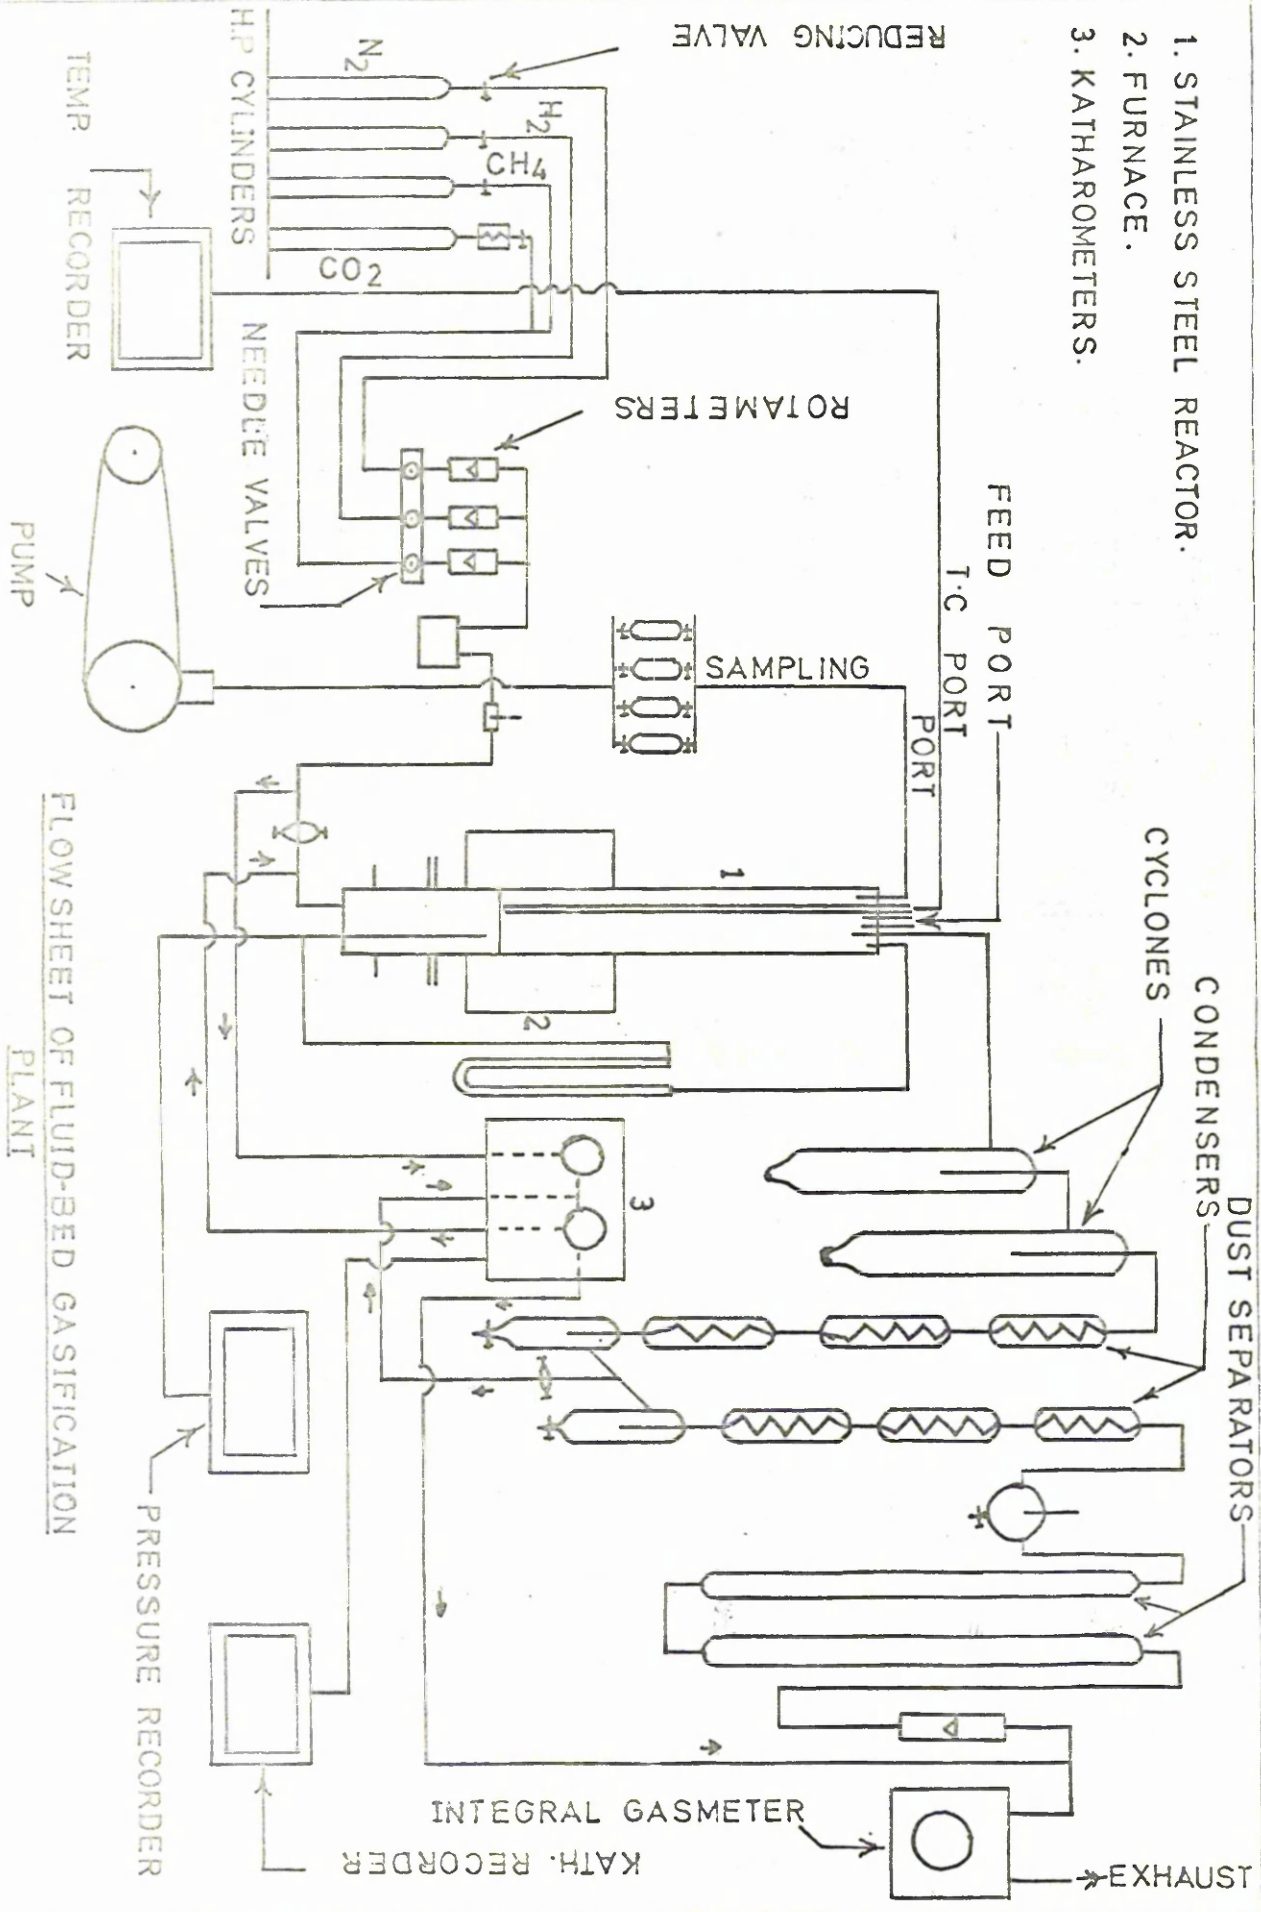 1. STAINLESS STEEL REACTOR.
2. FURNACE.
3. KATHAROMETERS.
REDUCING VALVE
N2
H2
CH4
CO2
H.P CYLINDERS
TEMP. RECORDER
NEEDLE VALVES
ROTAMETERS
PUMP
SAMPLING
PORT
T.C PORT
FEED PORT
1
2
3
CYCLONES
CONDENSERS
DUST SEPARATORS
PRESSURE RECORDER
KATH. RECORDER
INTEGRAL GASMETER
EXHAUST
FLOW SHEET OF FLUID-BED GASIFICATION
PLANT